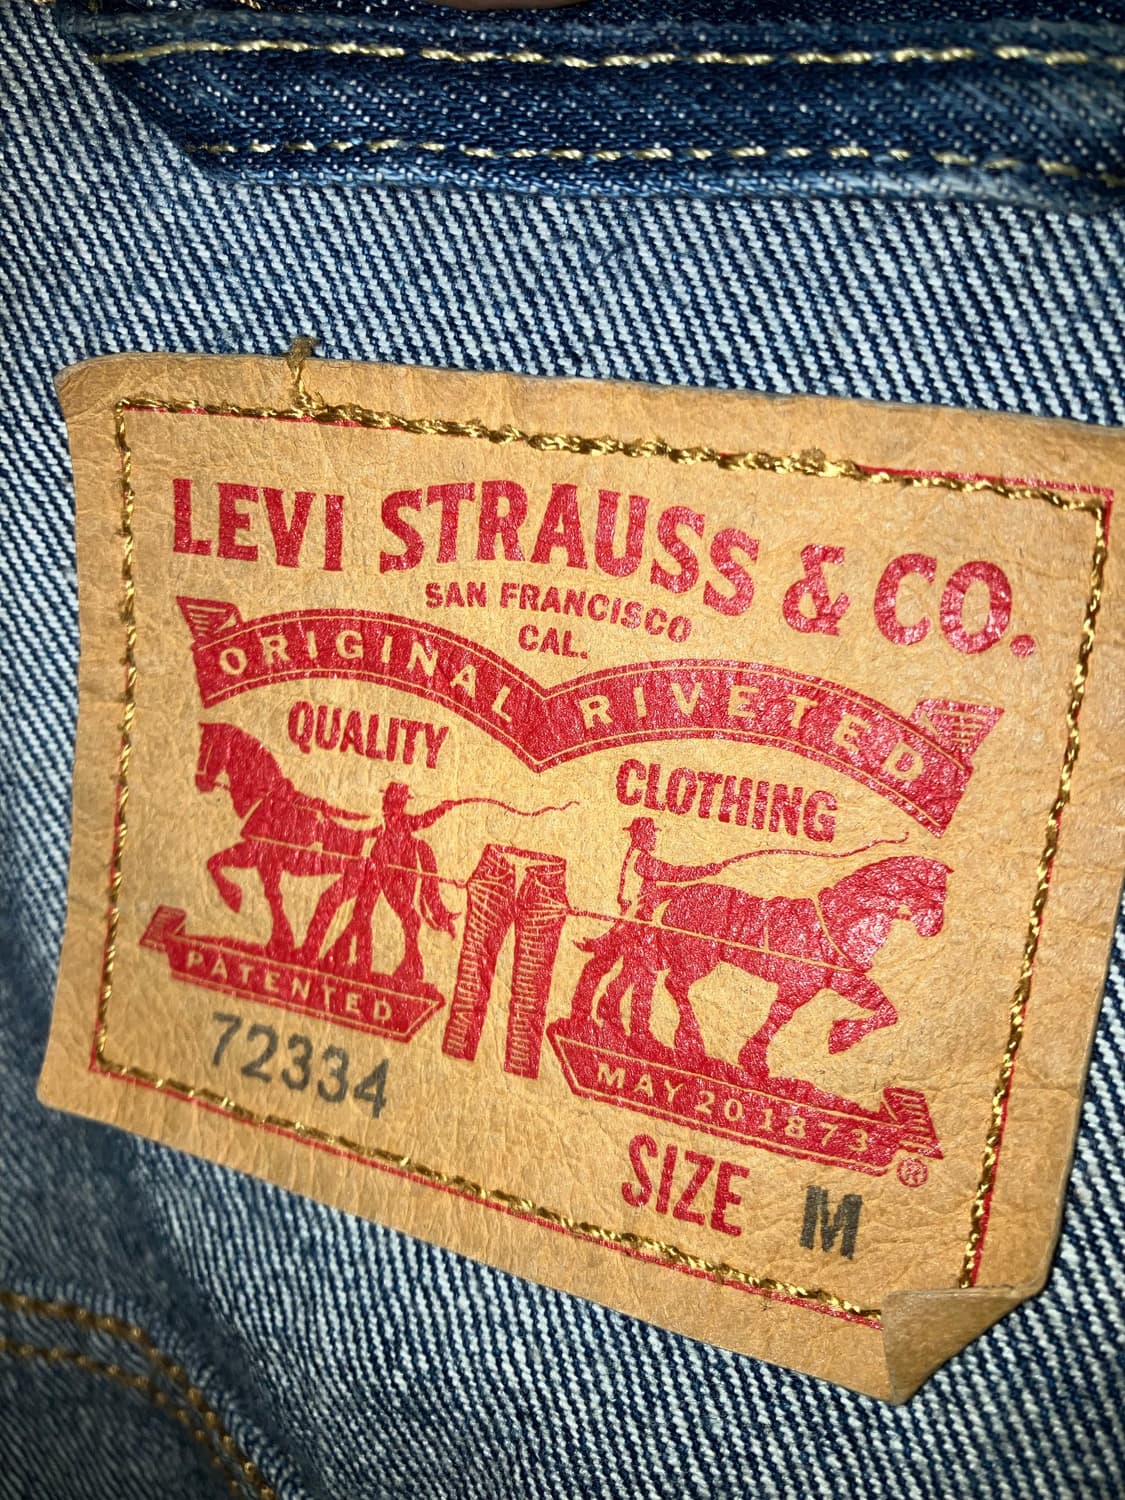 LEVI STRAUSS & CO.
SAN FRANCISCO
CAL.
ORIGINAL RIVETED
QUALITY CLOTHING
PATENTED
MAY 20 1873
72334
SIZE M
®